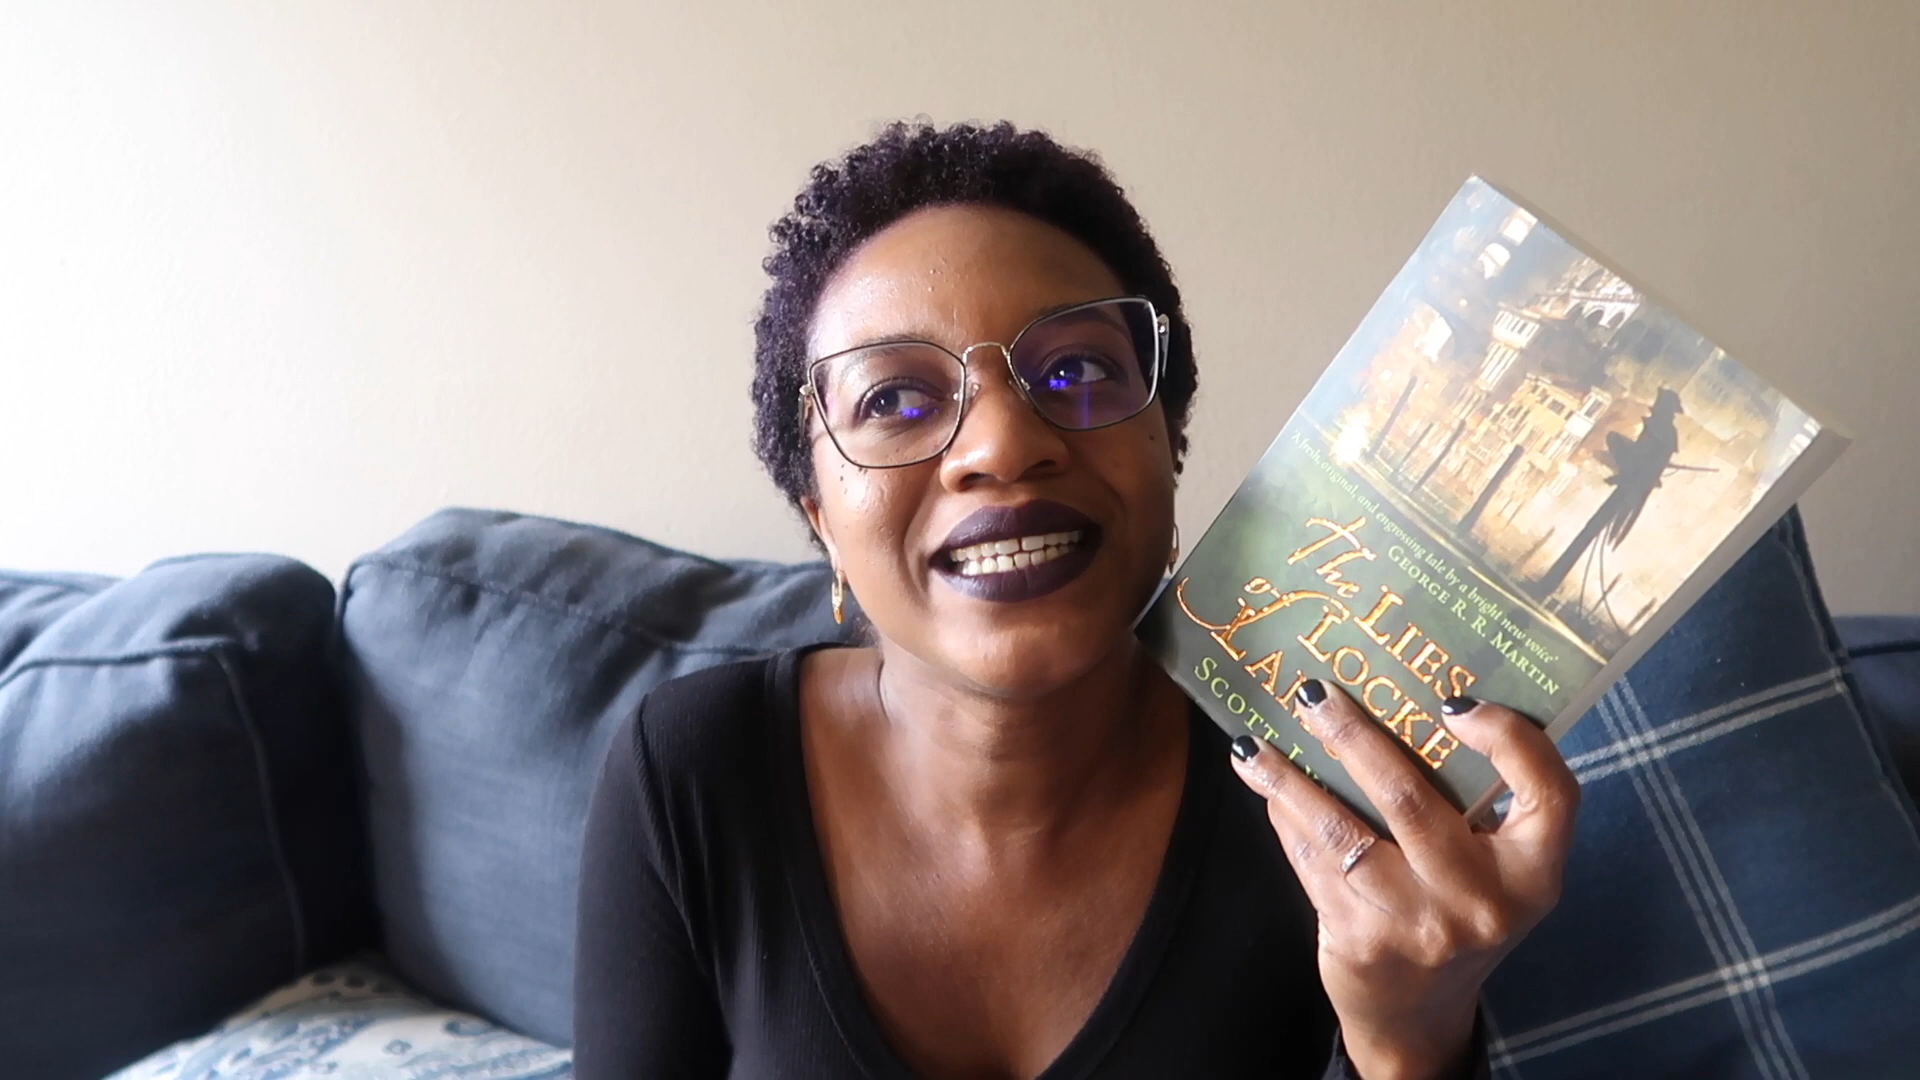 'A fresh, original, and engrossing tale by a bright new voice'
GEORGE R. R. MARTIN
The LIES
of LOCKE
SCOTT